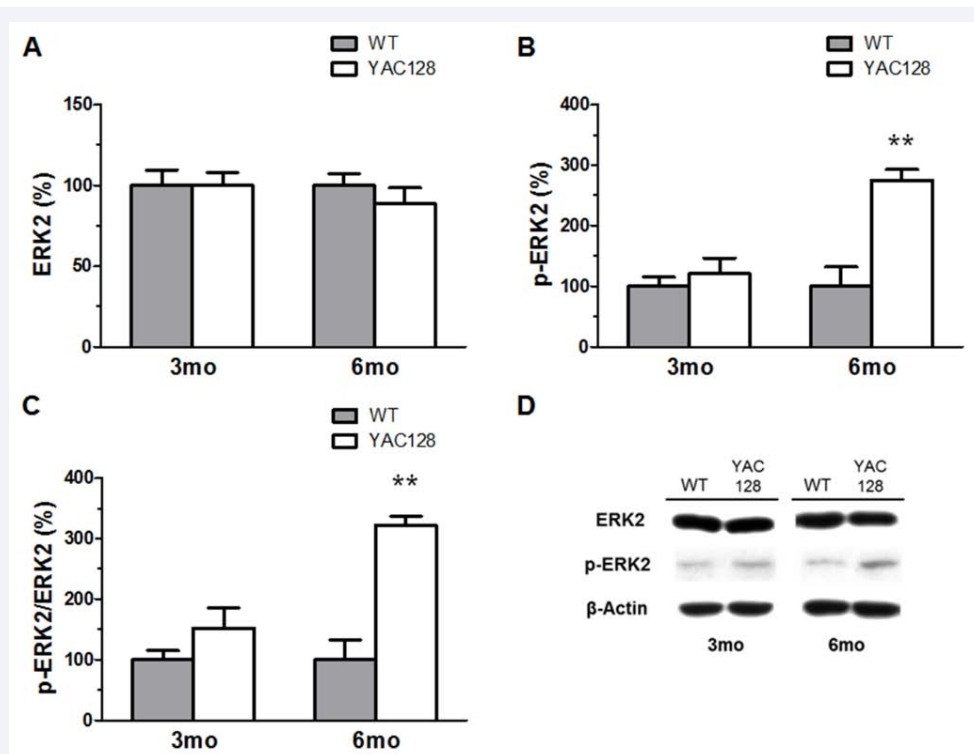 A
WT
YAC128
150
100
50
0
ERK2 (%)
3mo 6mo
B
WT
YAC128
400
300
200
100
0
p-ERK2 (%)
**
3mo 6mo
C
WT
YAC128
400
300
200
100
0
p-ERK2/ERK2 (%)
**
3mo 6mo
D
WT YAC 128 WT YAC 128
ERK2
p-ERK2
β-Actin
3mo 6mo